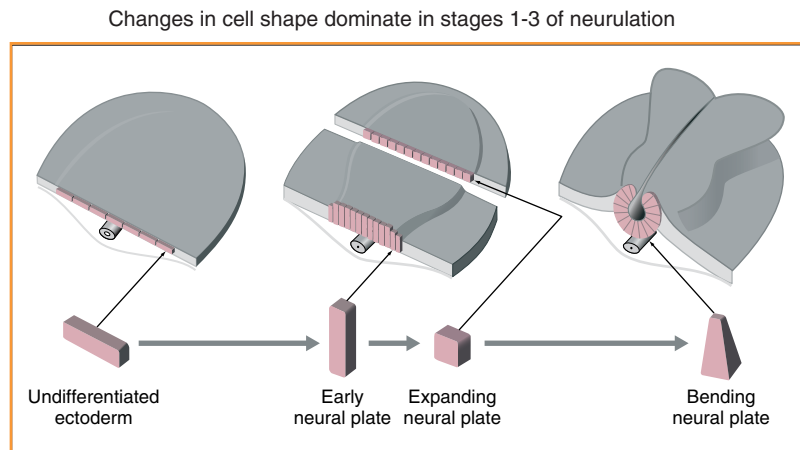 Changes in cell shape dominate in stages 1-3 of neurulation
Undifferentiated
ectoderm
Early
neural plate
Expanding
neural plate
Bending
neural plate